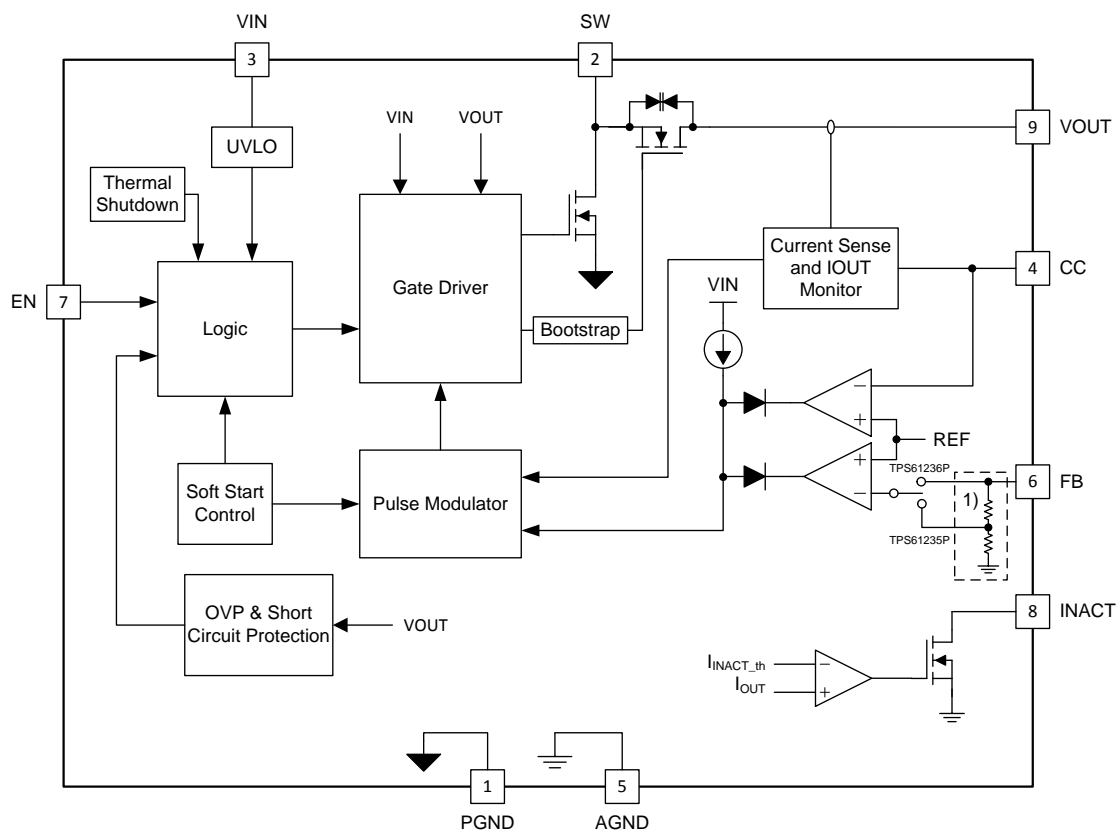 VIN
SW
3
2
VIN
VOUT
9
VOUT
UVLO
Thermal
Shutdown
Current Sense
and IOUT
Monitor
4
CC
EN
7
Logic
Gate Driver
VIN
Bootstrap
−
+
REF
+
−
TPS61236P
6
FB
1)
TPS61235P
Soft Start
Control
Pulse Modulator
OVP & Short
Circuit Protection
VOUT
8
INACT
IINACT_th
−
IOUT
+
1
5
PGND
AGND